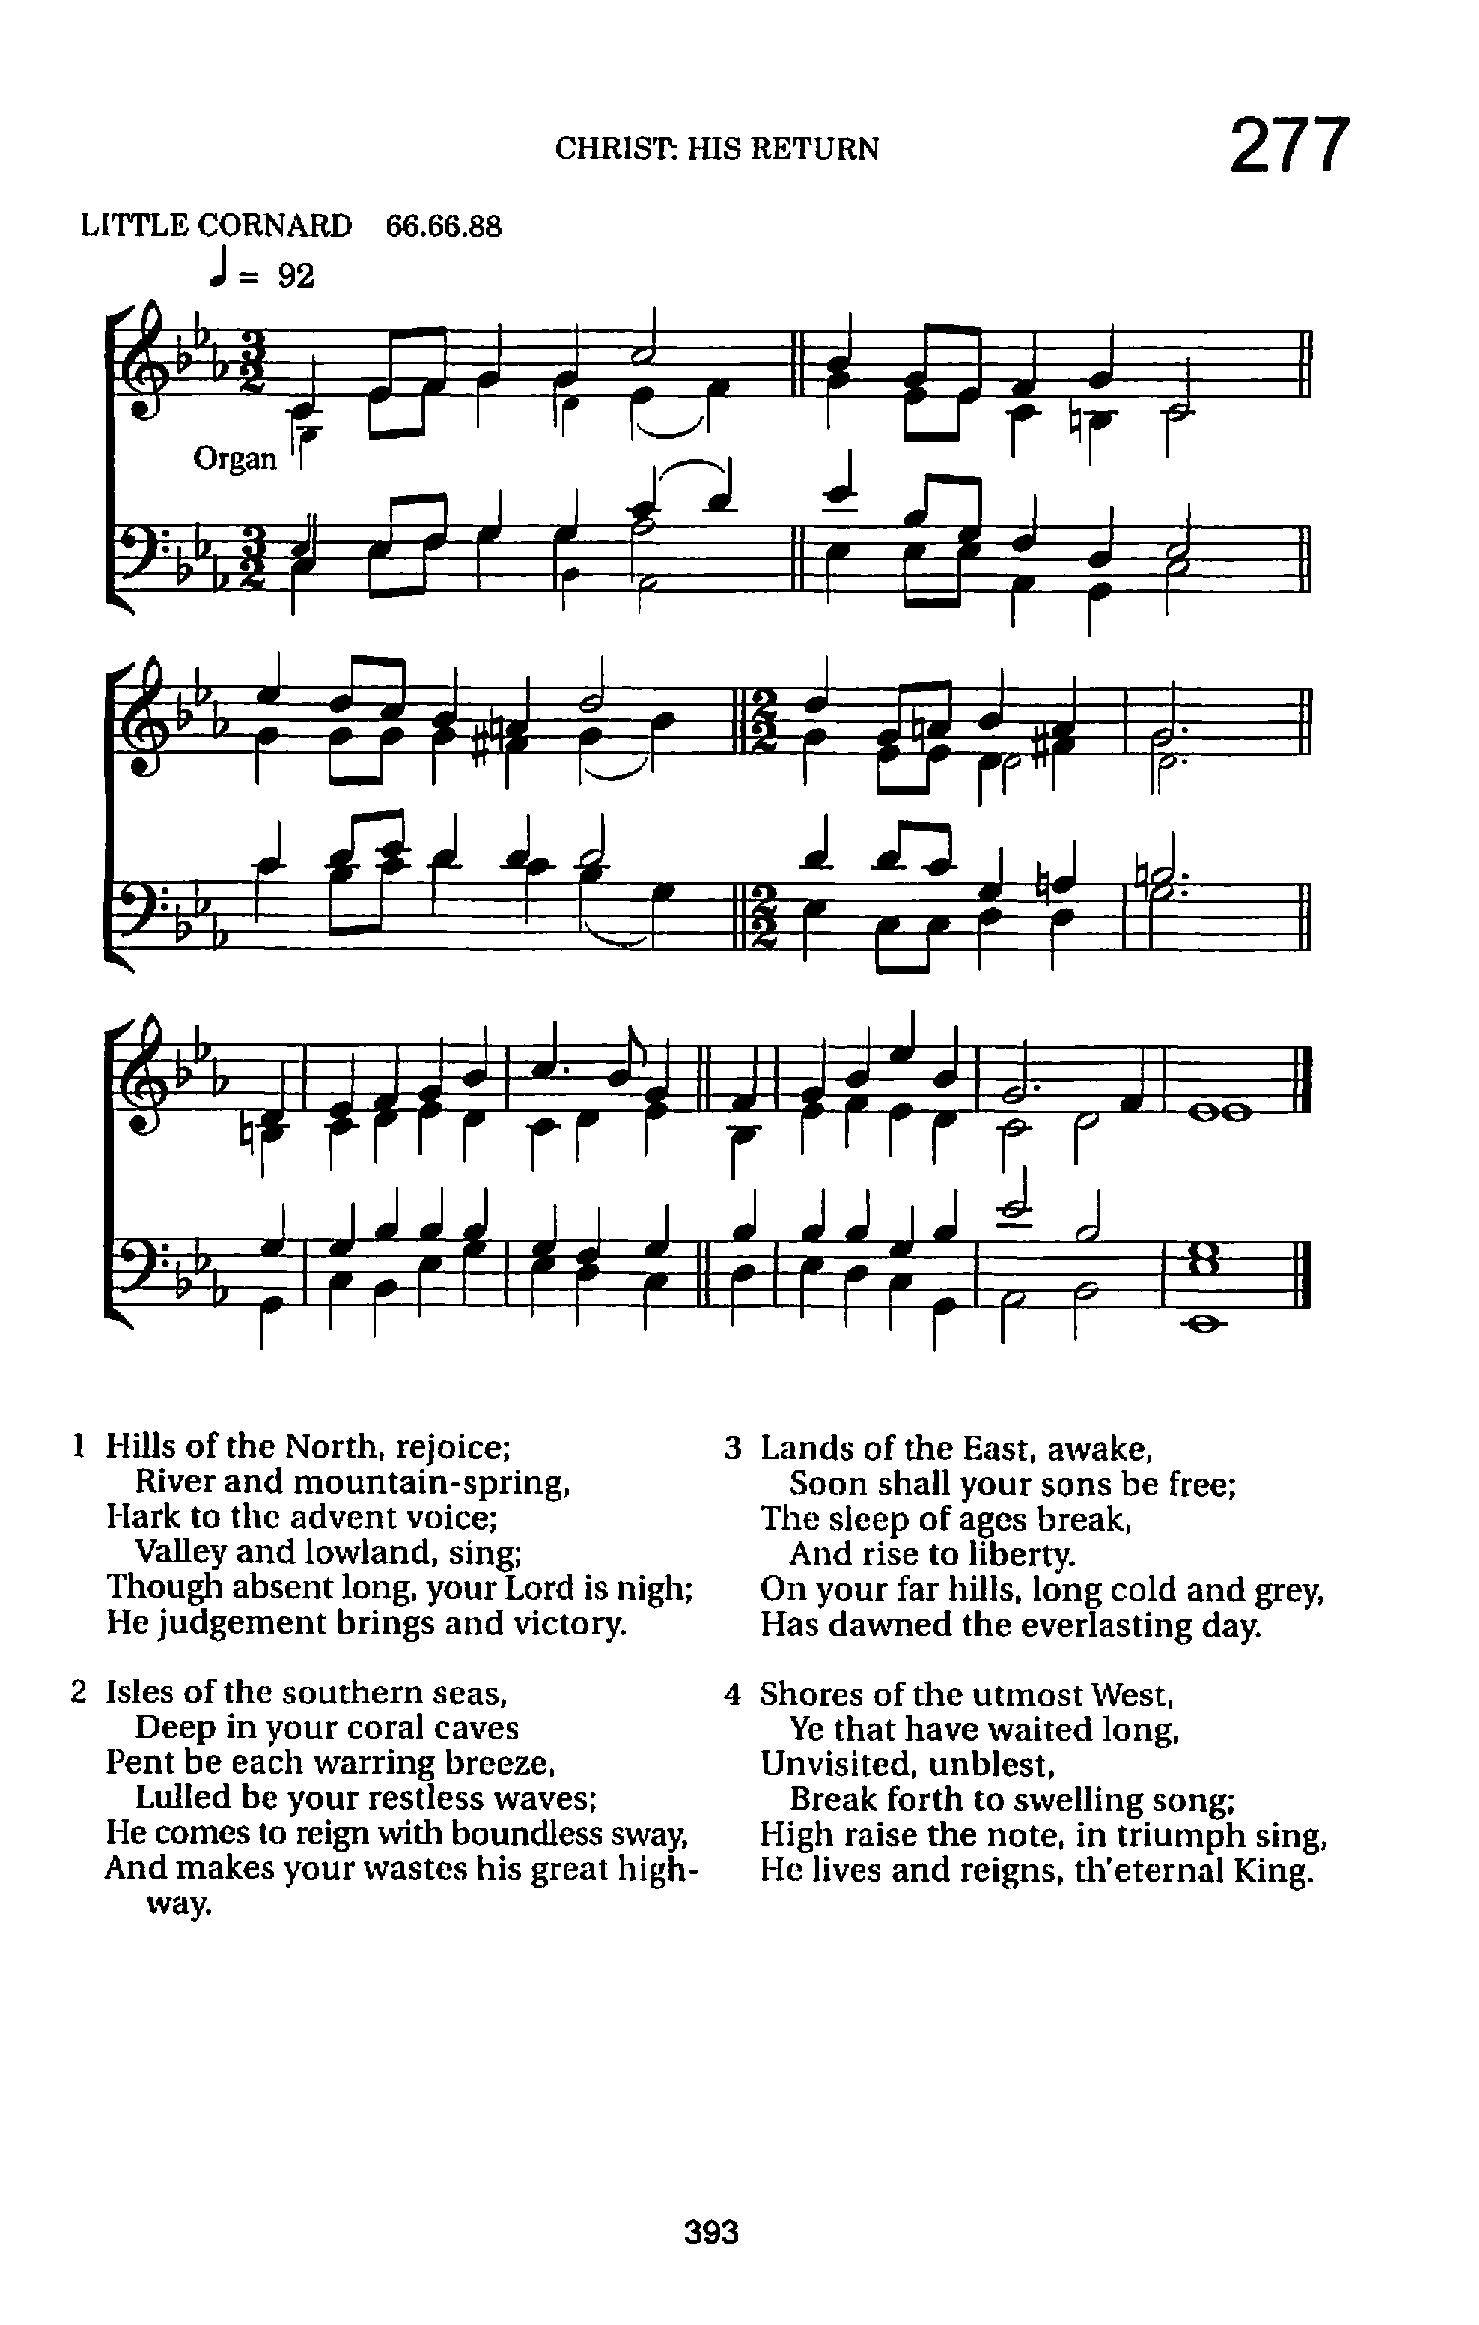 CHRIST: HIS RETURN
277
LITTLE CORNARD 66.66.88
= 92
Organ
1 Hills of the North, rejoice;
River and mountain-spring,
Hark to the advent voice;
Valley and lowland, sing;
Though absent long, your Lord is nigh;
He judgement brings and victory.
2 Isles of the southern seas,
Deep in your coral caves
Pent be each warring breeze,
Lulled be your restless waves;
He comes to reign with boundless sway,
And makes your wastes his great high-
way.
3 Lands of the East, awake,
Soon shall your sons be free;
The sleep of ages break,
And rise to liberty.
On your far hills, long cold and grey,
Has dawned the everlasting day.
4 Shores of the utmost West,
Ye that have waited long,
Unvisited, unblest,
Break forth to swelling song;
High raise the note, in triumph sing,
He lives and reigns, th'eternal King.
393